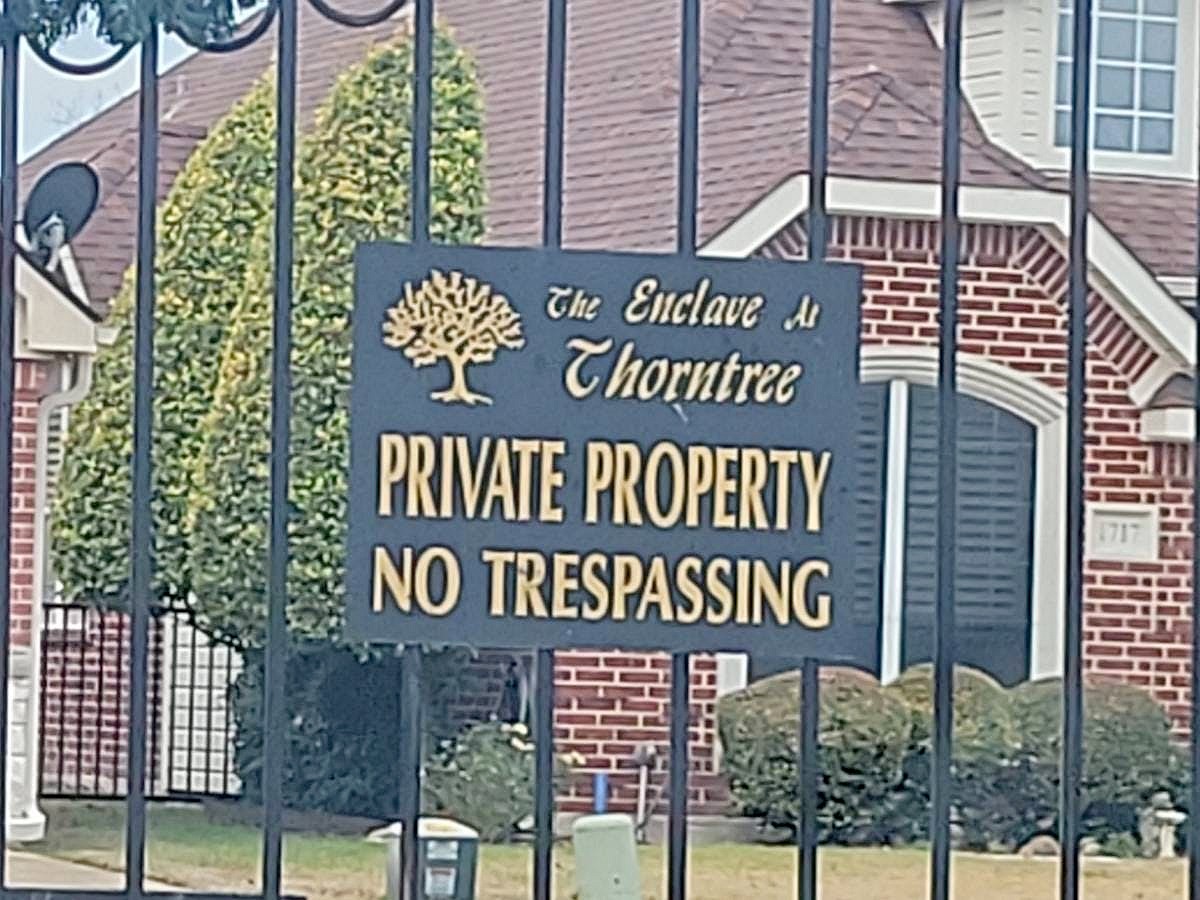 The Enclave At
Thorntree
PRIVATE PROPERTY
NO TRESPASSING
1717